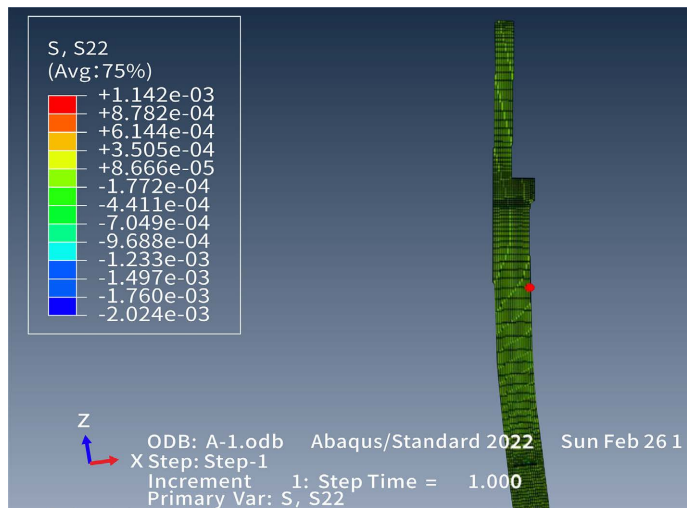 S, S22
(Avg: 75%)
+1.142e-03
+8.782e-04
+6.144e-04
+3.505e-04
+8.666e-05
-1.772e-04
-4.411e-04
-7.049e-04
-9.688e-04
-1.233e-03
-1.497e-03
-1.760e-03
-2.024e-03
Z
X
ODB: A-1.odb Abaqus/Standard 2022 Sun Feb 26 1
Step: Step-1
Increment 1: Step Time = 1.000
Primary Var: S, S22